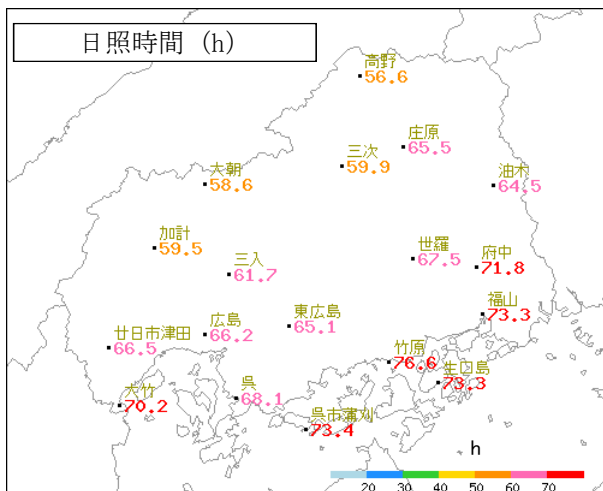 日照時間 (h)
高野
56.6
庄原
65.5
三次
59.9
大朝
58.6
油木
64.5
加計
59.5
三入
61.7
世羅
67.5
府中
71.8
福山
73.3
東広島
65.1
広島
66.2
廿日市津田
66.5
竹原
76.6
生口島
73.3
大竹
70.2
呉
68.1
呉市蒲刈
73.4
h
20 30 40 50 60 70